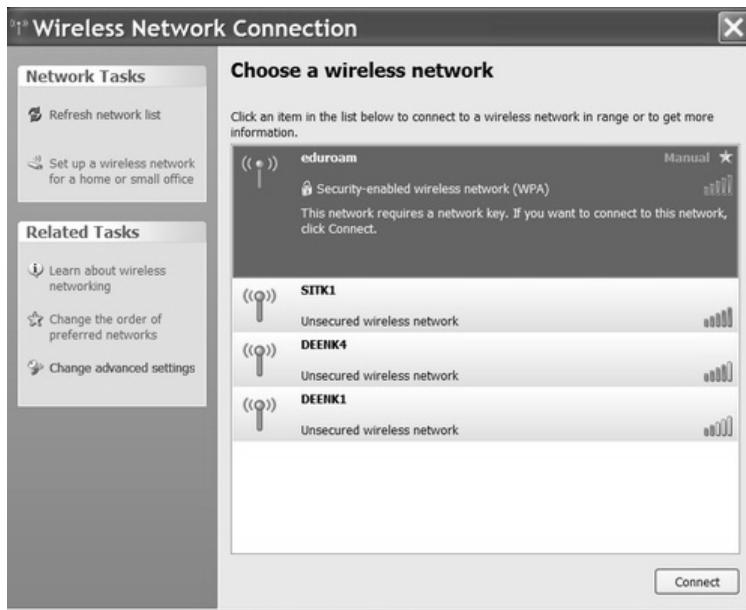 Wireless Network Connection
Network Tasks
Refresh network list
Set up a wireless network
for a home or small office
Related Tasks
Learn about wireless
networking
Change the order of
preferred networks
Change advanced settings
Choose a wireless network
Click an item in the list below to connect to a wireless network in range or to get more
information.
eduroam
Manual
Security-enabled wireless network (WPA)
This network requires a network key. If you want to connect to this network,
click Connect.
SITK1
Unsecured wireless network
DEENK4
Unsecured wireless network
DEENK1
Unsecured wireless network
Connect